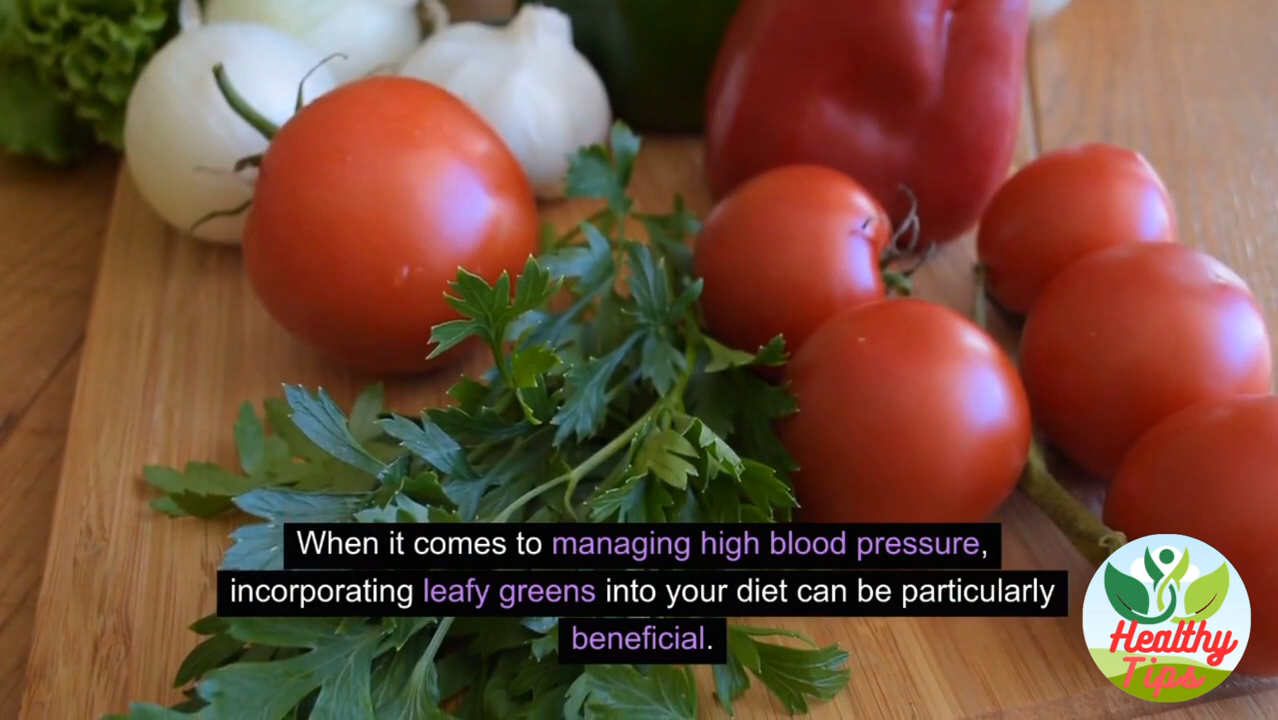 When it comes to managing high blood pressure,
incorporating leafy greens into your diet can be particularly
beneficial.
Healthy
Tips